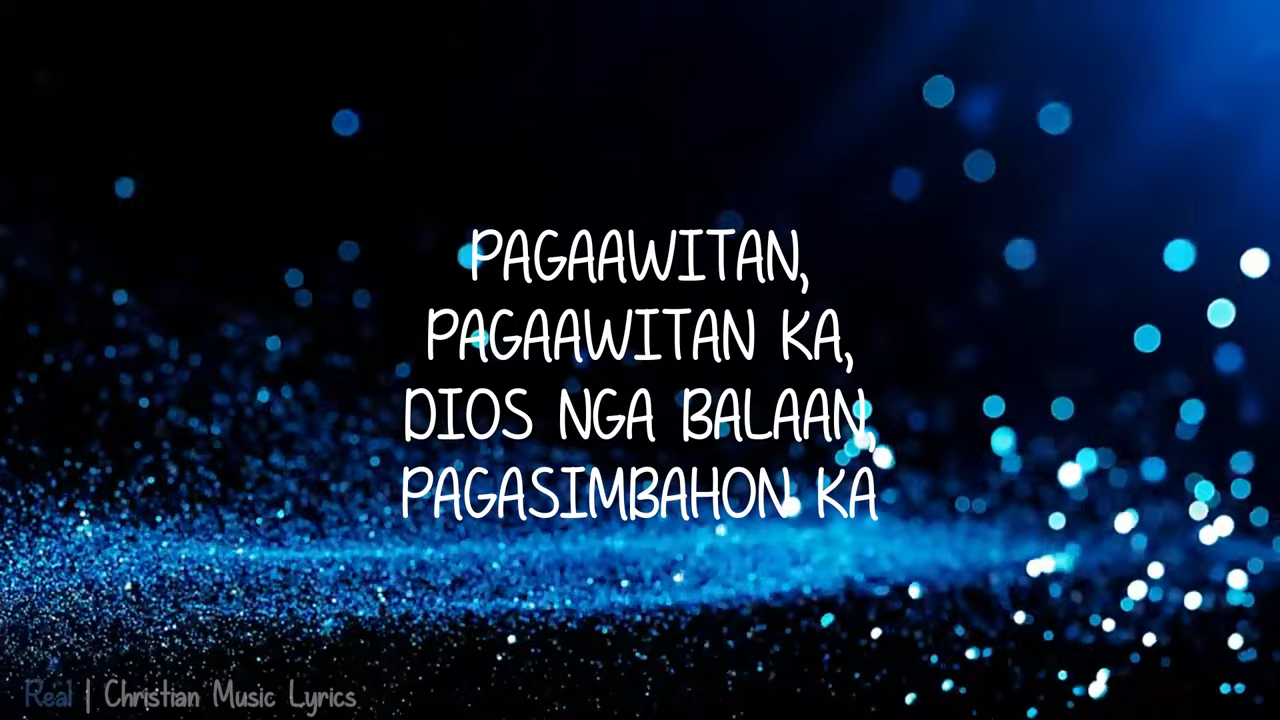 PAGAAWITAN,
PAGAAWITAN KA,
DIOS NGA BALAAN,
PAGASIMBAHON KA
Real | Christian Music Lyrics